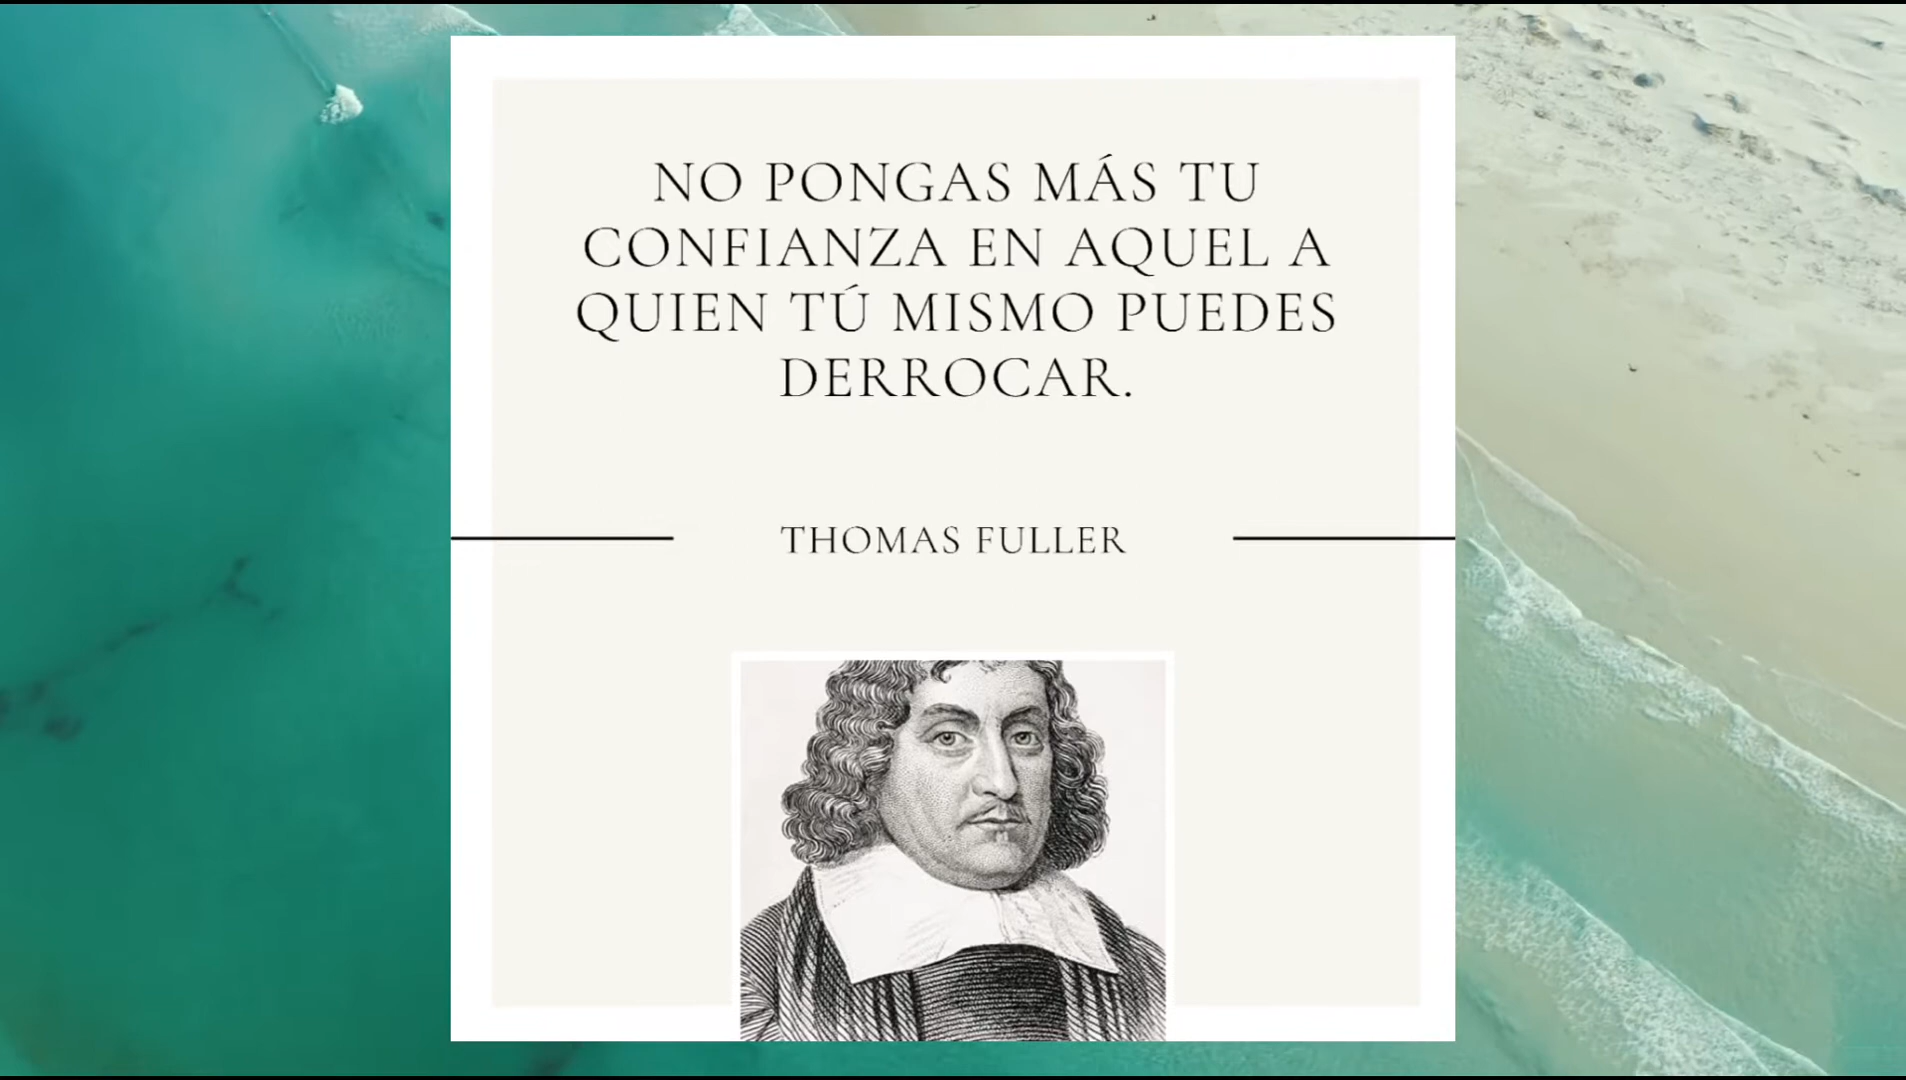 NO PONGAS MÁS TU
CONFIANZA EN AQUEL A
QUIEN TÚ MISMO PUEDES
DERROCAR.
THOMAS FULLER